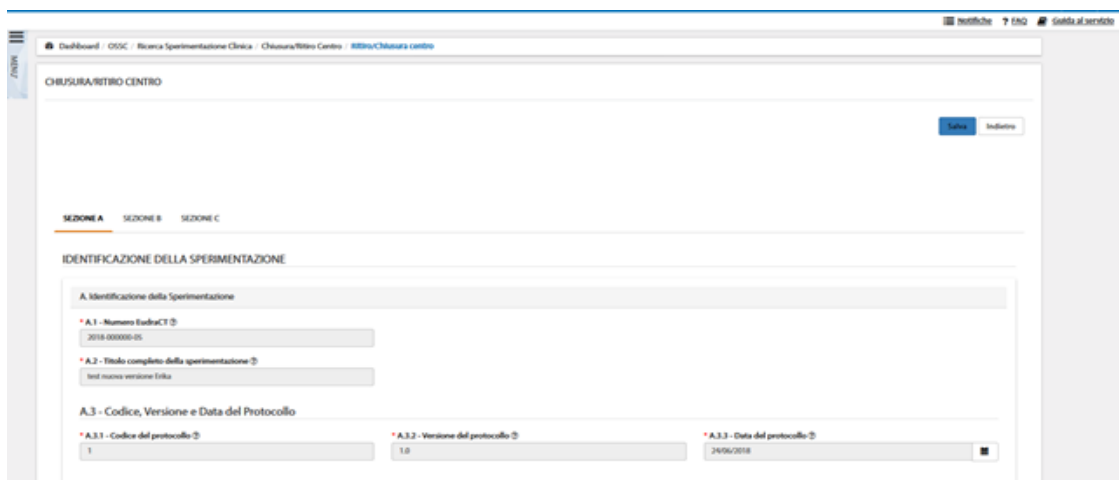 Notifiche ? FAQ Guida al servizio
MENU
Dashboard / OSSC / Ricerca Sperimentazione Clinica / Chiusura/Ritiro Centro / Ritiro/Chiusura centro
CHIUSURA/RITIRO CENTRO
Salva Indietro
SEZIONE A SEZIONE B SEZIONE C
IDENTIFICAZIONE DELLA SPERIMENTAZIONE
A. Identificazione della Sperimentazione
* A.1 - Numero EudraCT ?
2018-000000-05
* A.2 - Titolo completo della sperimentazione ?
test nuova versione Erika
A.3 - Codice, Versione e Data del Protocollo
* A.3.1 - Codice del protocollo ? * A.3.2 - Versione del protocollo ? * A.3.3 - Data del protocollo ?
1 1.0 24/06/2018